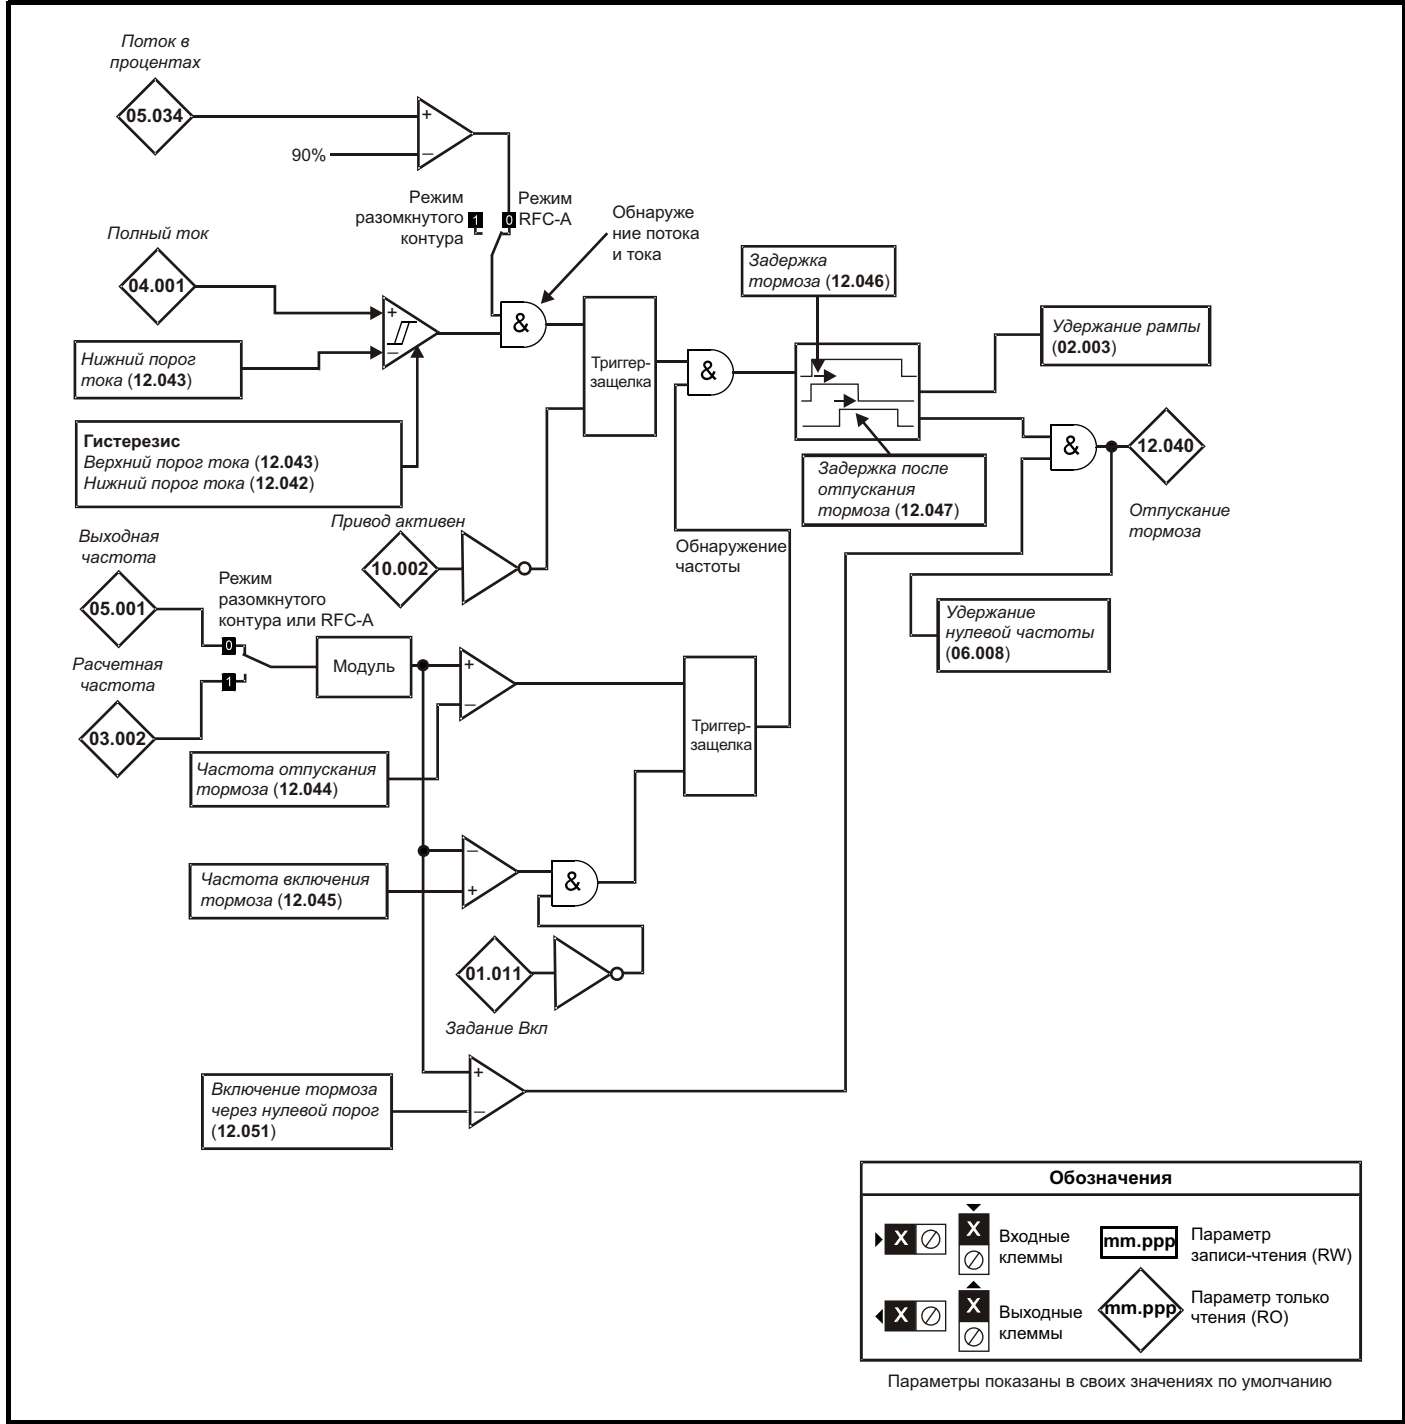 Поток в
процентах
05.034
+
90%
–
Режим
разомкнутого
контура
1
0
Режим
RFC-A
Обнаруже
ние потока
и тока
Полный ток
04.001
+
–
&
Нижний порог
тока (12.043)
Гистерезис
Верхний порог тока (12.043)
Нижний порог тока (12.042)
Триггер-
защелка
&
Задержка
тормоза (12.046)
Удержание рампы
(02.003)
Задержка после
отпускания
тормоза (12.047)
&
12.040
Отпускание
тормоза
Привод активен
10.002
Обнаружение
частоты
Удержание
нулевой частоты
(06.008)
Выходная
частота
05.001
Режим
разомкнутого
контура или RFC-A
0
Расчетная
частота
1
03.002
Модуль
+
–
Триггер-
защелка
Частота отпускания
тормоза (12.044)
–
+
&
Частота включения
тормоза (12.045)
01.011
Задание Вкл
+
–
Включение тормоза
через нулевой порог
(12.051)
Обозначения
X
X
Входные
клеммы
mm.ppp
Параметр
записи-чтения (RW)
X
X
Выходные
клеммы
mm.ppp
Параметр только
чтения (RO)
Параметры показаны в своих значениях по умолчанию